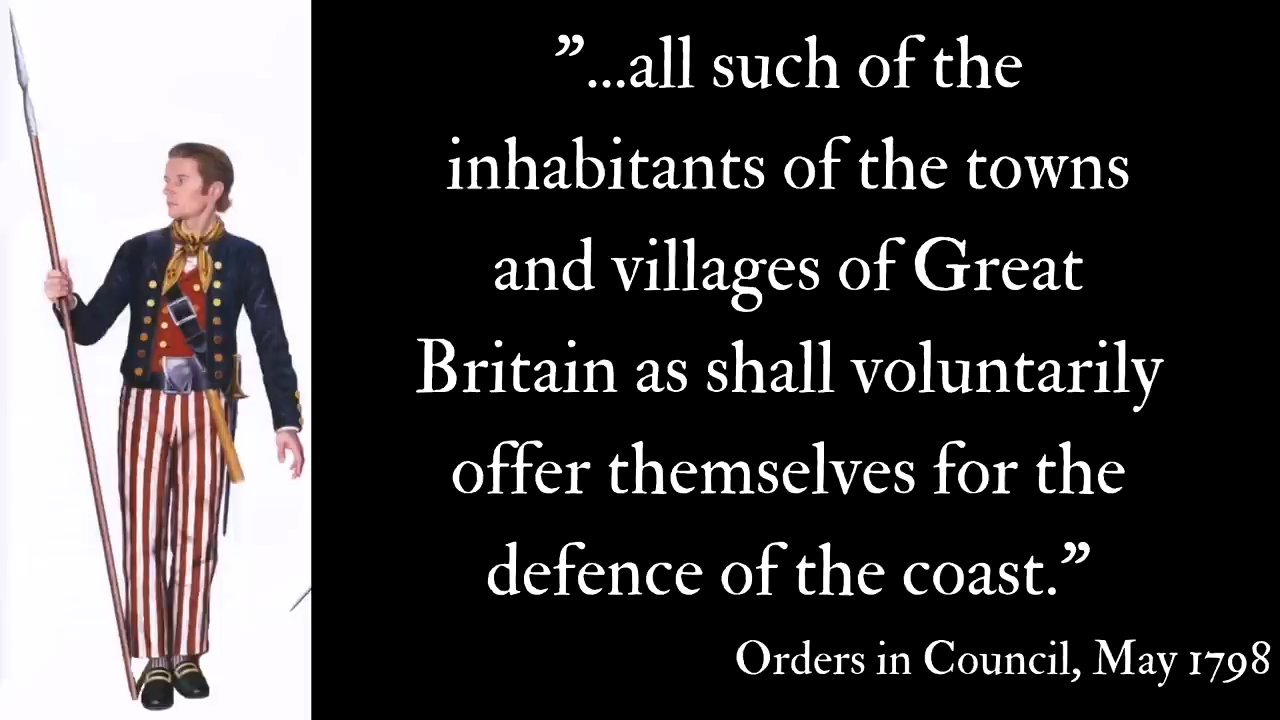 ”...all such of the
inhabitants of the towns
and villages of Great
Britain as shall voluntarily
offer themselves for the
defence of the coast.”
Orders in Council, May 1798